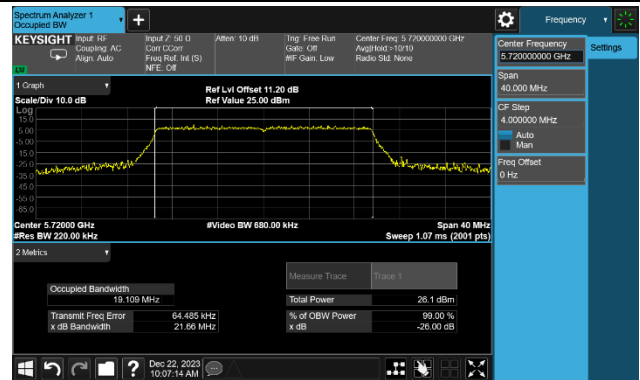 Spectrum Analyzer 1
Occupied BW
Frequency
KEYSIGHT
Input: RF
Coupling: AC
Align: Auto
Input Z: 50 Ω
Corr CCorr
Freq Ref: Int (S)
NFE: Off
Atten: 10 dB
Trig: Free Run
Gate: Off
#IF Gain: Low
Center Freq: 5.720000000 GHz
Avg|Hold:>10/10
Radio Std: None
LW
Center Frequency
5.720000000 GHz
Settings
Span
40.000 MHz
CF Step
4.000000 MHz
Auto
Man
Freq Offset
0 Hz
1 Graph
Scale/Div 10.0 dB
Ref Lvl Offset 11.20 dB
Ref Value 25.00 dBm
Log
15.0
5.00
-5.00
-15.0
-25.0
-35.0
-45.0
-55.0
-65.0
Center 5.72000 GHz
#Video BW 680.00 kHz
Span 40 MHz
#Res BW 220.00 kHz
Sweep 1.07 ms (2001 pts)
2 Metrics
Measure Trace
Trace 1
Occupied Bandwidth
19.109 MHz
Total Power
26.1 dBm
Transmit Freq Error
64.485 kHz
% of OBW Power
99.00 %
x dB Bandwidth
21.66 MHz
x dB
-26.00 dB
?
Dec 22, 2023
10:07:14 AM